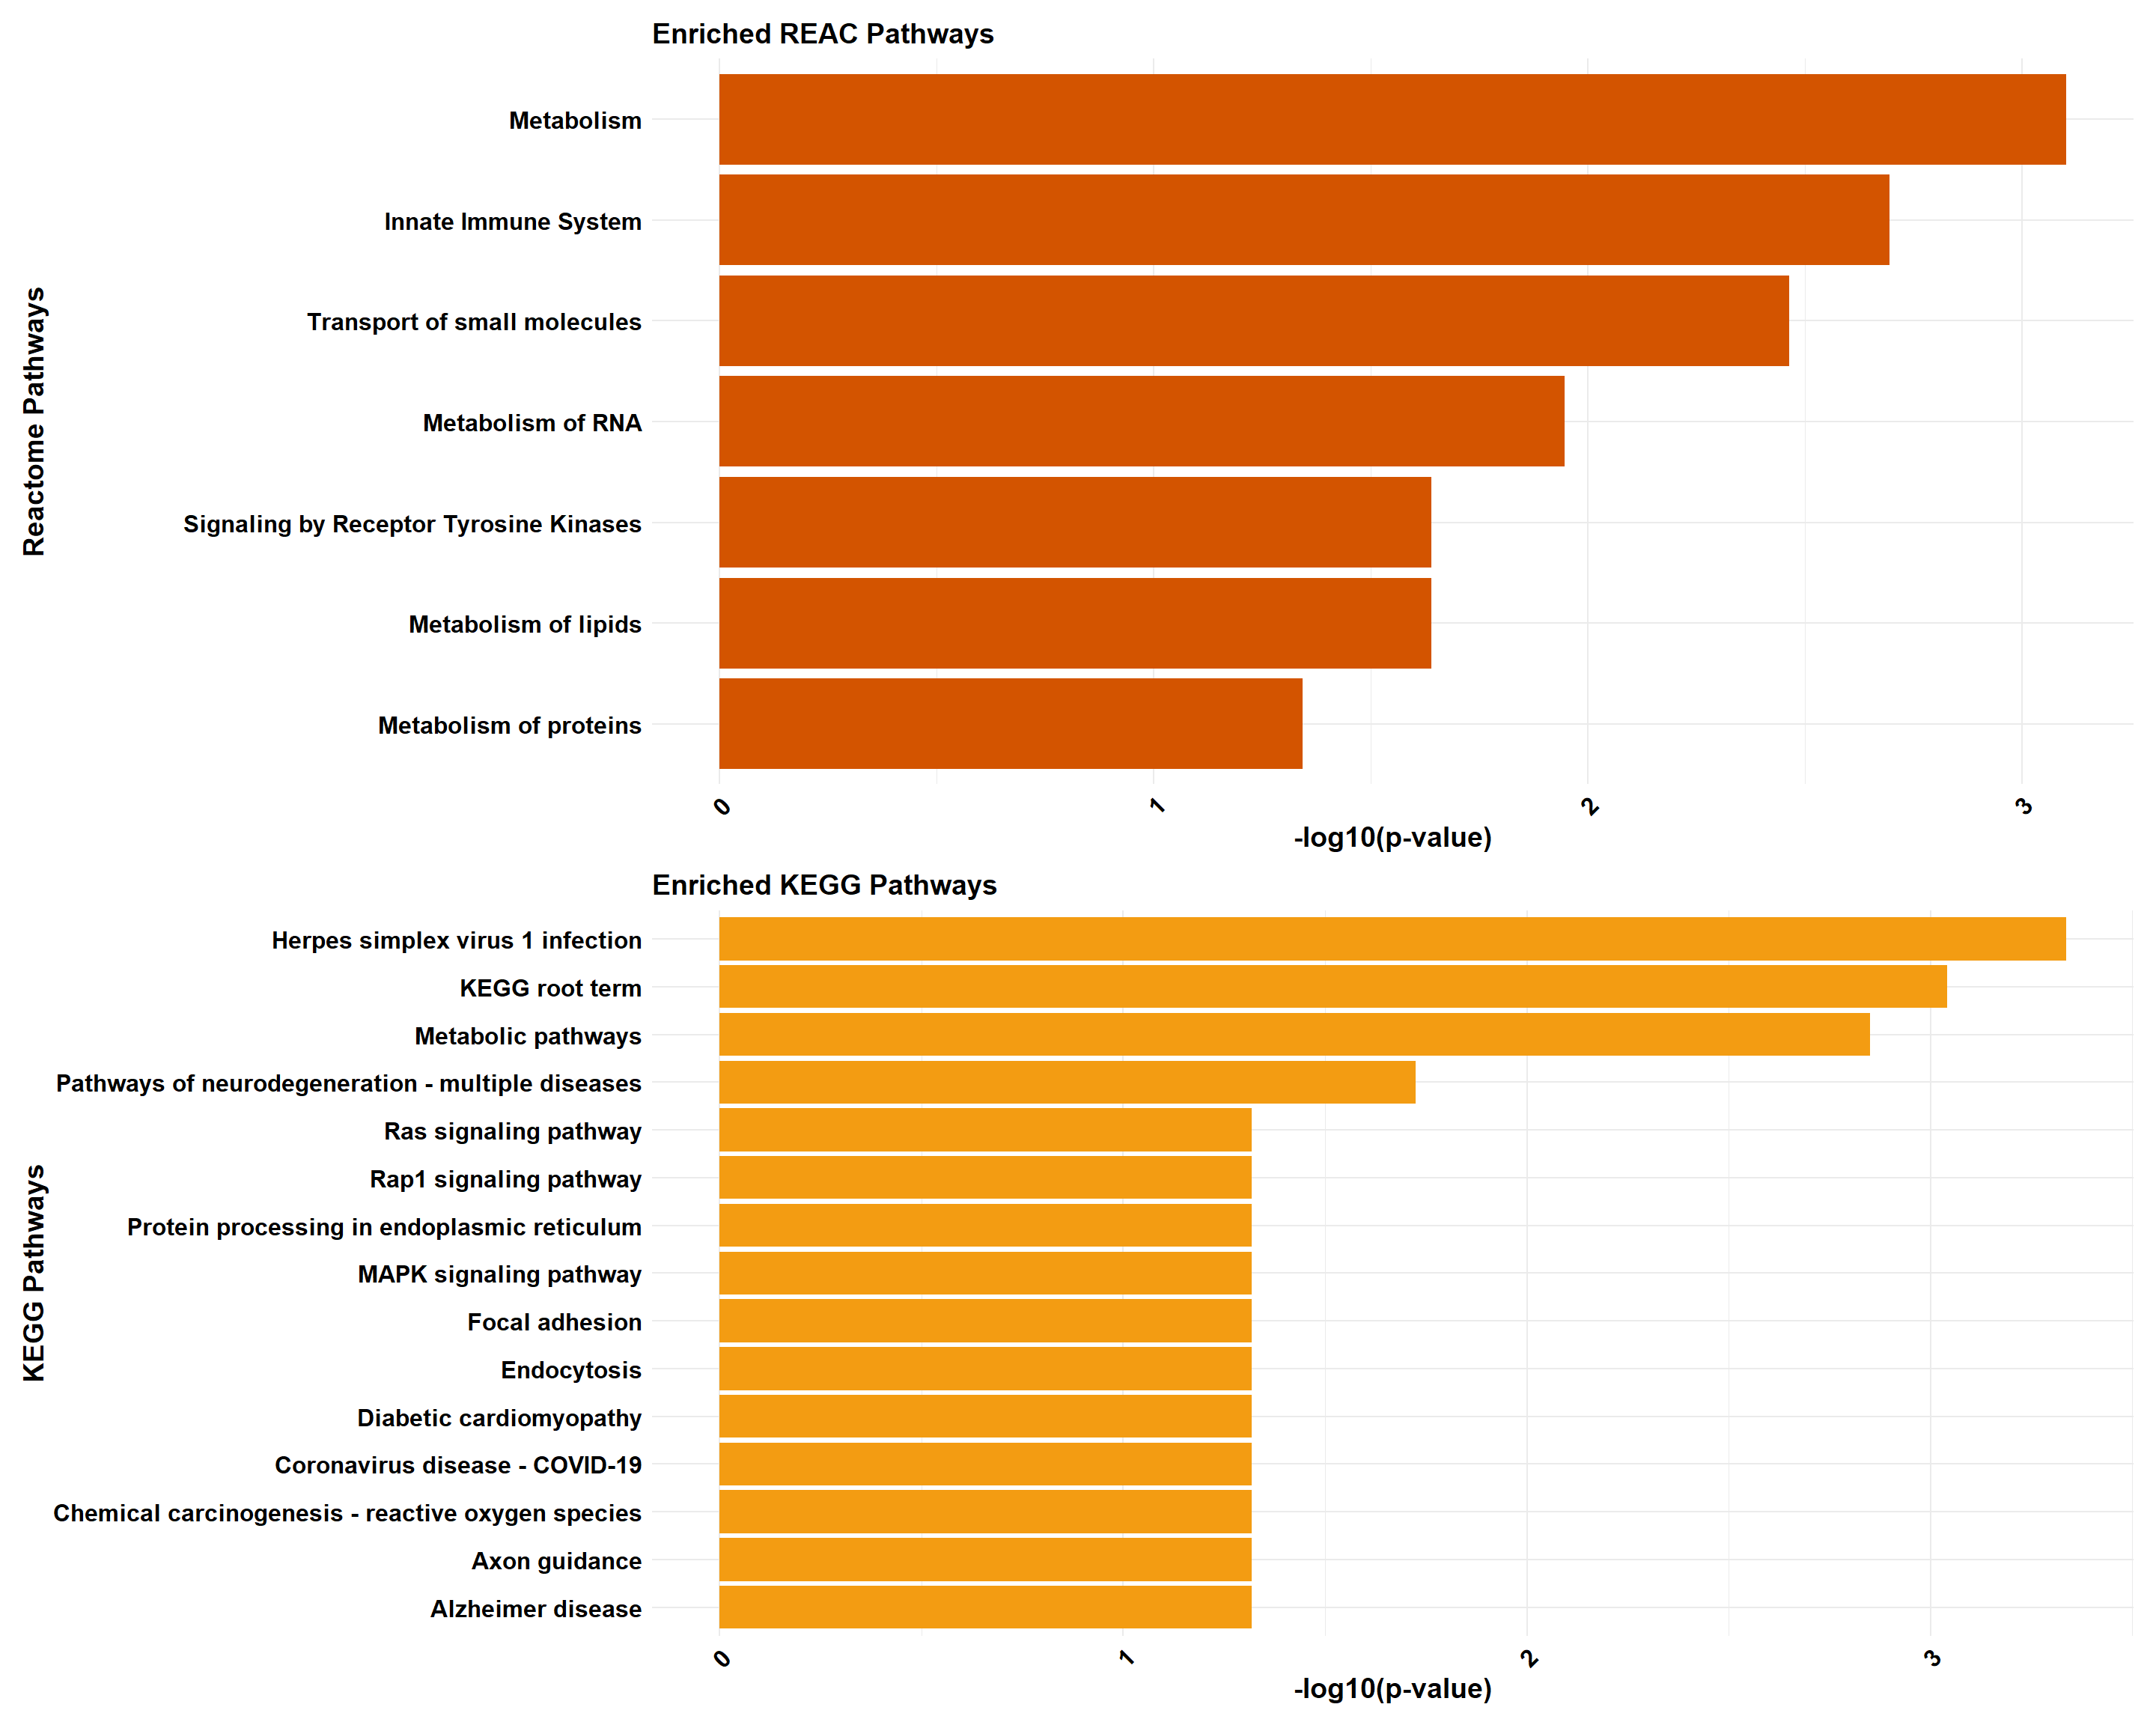 Enriched REAC Pathways
Reactome Pathways
Metabolism
Innate Immune System
Transport of small molecules
Metabolism of RNA
Signaling by Receptor Tyrosine Kinases
Metabolism of lipids
Metabolism of proteins
0 1 2 3
-log10(p-value)
Enriched KEGG Pathways
KEGG Pathways
Herpes simplex virus 1 infection
KEGG root term
Metabolic pathways
Pathways of neurodegeneration - multiple diseases
Ras signaling pathway
Rap1 signaling pathway
Protein processing in endoplasmic reticulum
MAPK signaling pathway
Focal adhesion
Endocytosis
Diabetic cardiomyopathy
Coronavirus disease - COVID-19
Chemical carcinogenesis - reactive oxygen species
Axon guidance
Alzheimer disease
0 1 2 3
-log10(p-value)